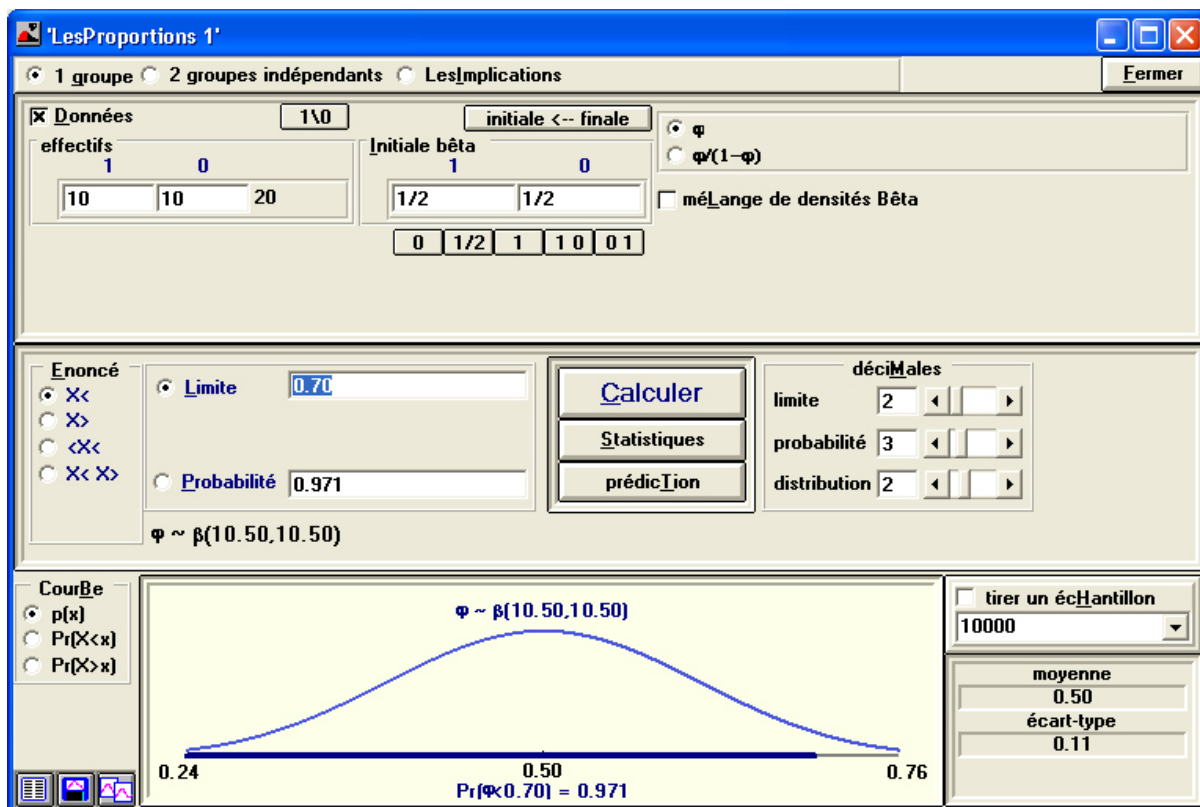 'LesProportions 1'
1 groupe 2 groupes indépendants LesImplications Fermer
Données 1\0 initiale <-- finale
effectifs Initiale bêta
φ
1 0 1 0
φ/(1-φ)
10 10 20 1/2 1/2 méLange de densités Bêta
0 1/2 1 1 0 0 1
Enoncé
X<
X>
<X<
X< X>
Limite 0.70
Probabilité 0.971
φ ~ β(10.50,10.50)
Calculer
Statistiques
prédicTion
déciMales
limite 2
probabilité 3
distribution 2
CourBe
p(x)
Pr(X<x)
Pr(X>x)
φ ~ β(10.50,10.50)
0.24 0.50 0.76
Pr(φ<0.70) = 0.971
tirer un écHantillon
10000
moyenne
0.50
écart-type
0.11